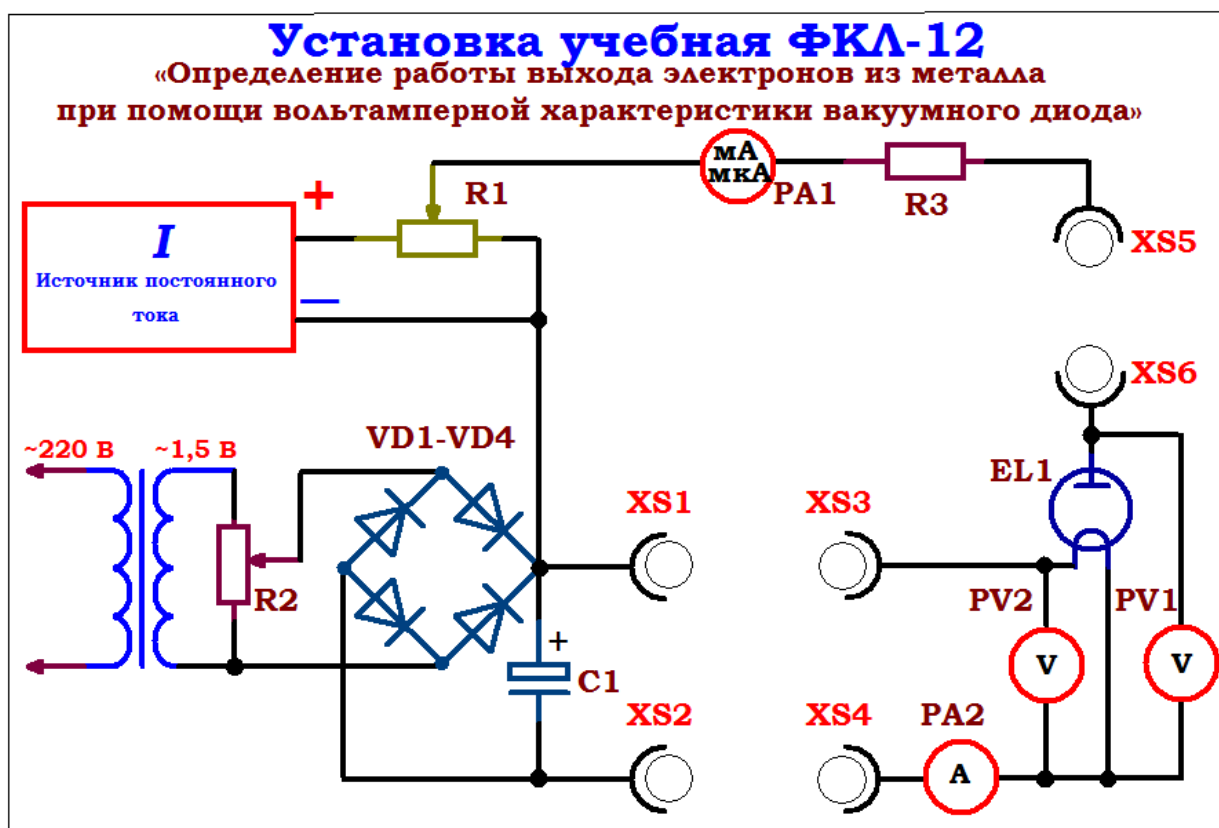 Установка учебная ФКЛ-12
«Определение работы выхода электронов из металла
при помощи вольтамперной характеристики вакуумного диода»
мА
мкА
PA1
R3
R1
+
I
Источник постоянного
тока
—
XS5
XS6
~220 В
~1,5 В
VD1-VD4
EL1
XS1
XS3
R2
PV2
PV1
+
C1
V
V
XS2
XS4
PA2
A